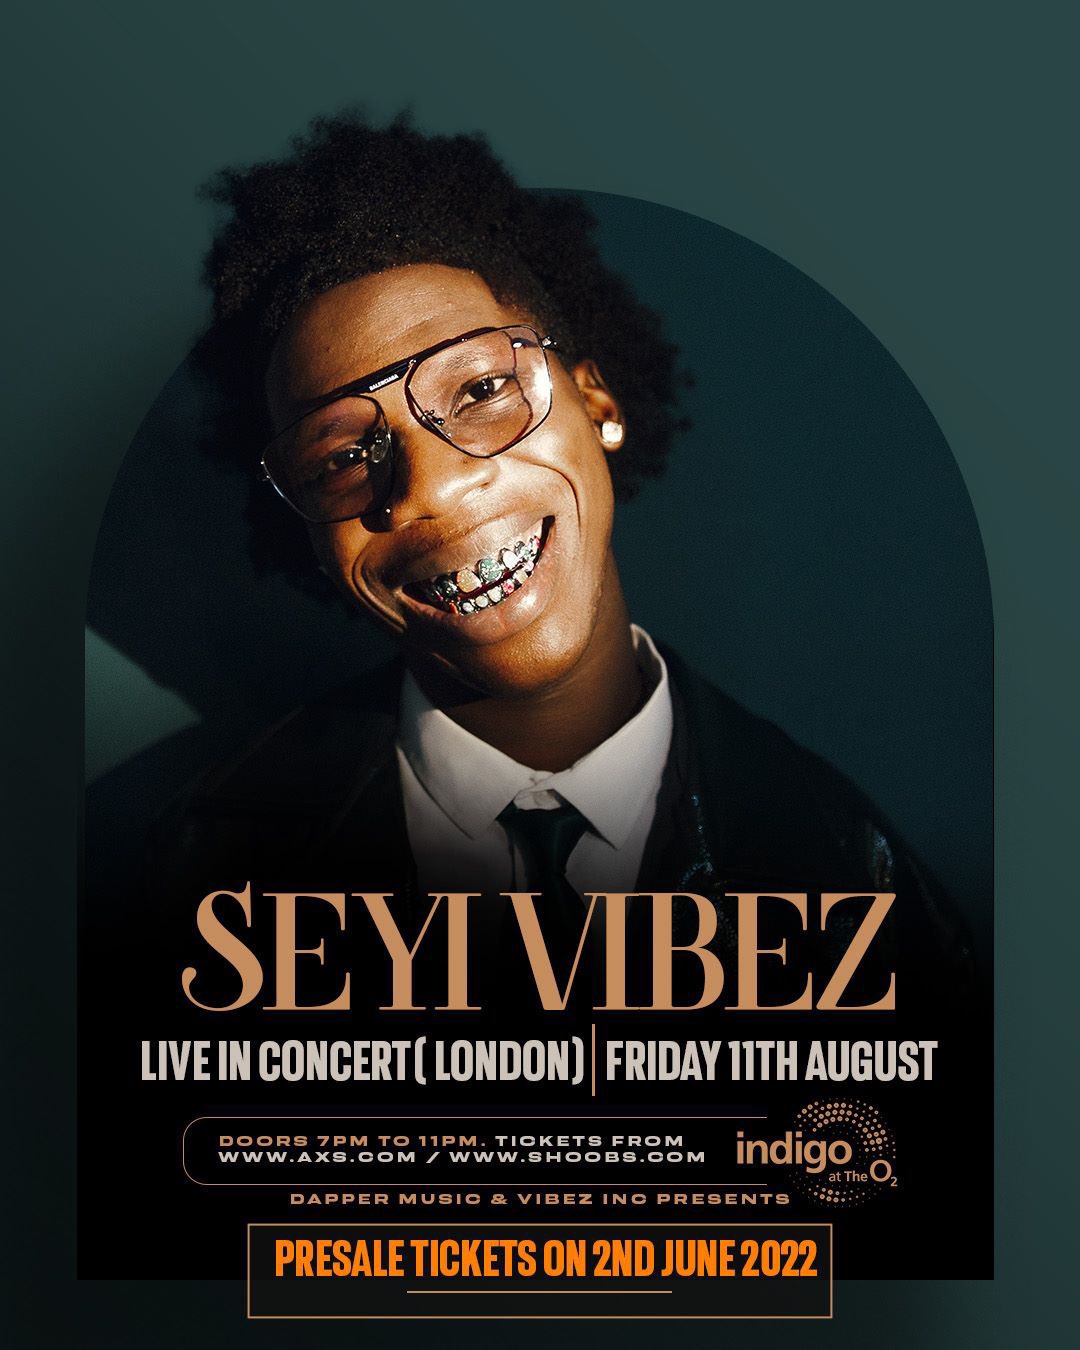 BALENCIAGA
SEYI VIBEZ
LIVE IN CONCERT( LONDON) | FRIDAY 11TH AUGUST
DOORS 7PM TO 11PM. TICKETS FROM
WWW.AXS.COM / WWW.SHOOBS.COM
indigo
at The O2
DAPPER MUSIC & VIBEZ INC PRESENTS
PRESALE TICKETS ON 2ND JUNE 2022